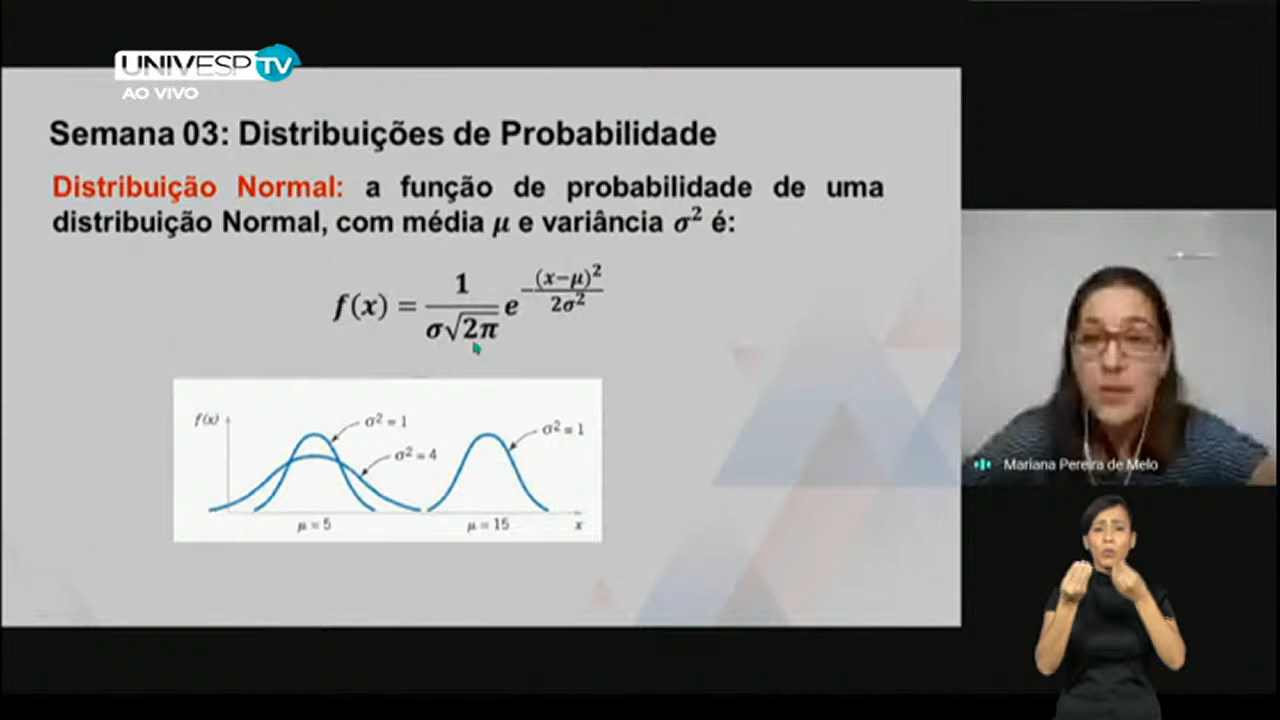 UNIVESP TV
AO VIVO
Semana 03: Distribuições de Probabilidade
Distribuição Normal: a função de probabilidade de uma
distribuição Normal, com média μ e variância σ² é:
f(x) = 1/(σ√2π) e^(-(x-μ)²/(2σ²))
f(x)
σ² = 1
σ² = 4
σ² = 1
μ = 5
μ = 15
x
Mariana Pereira de Melo